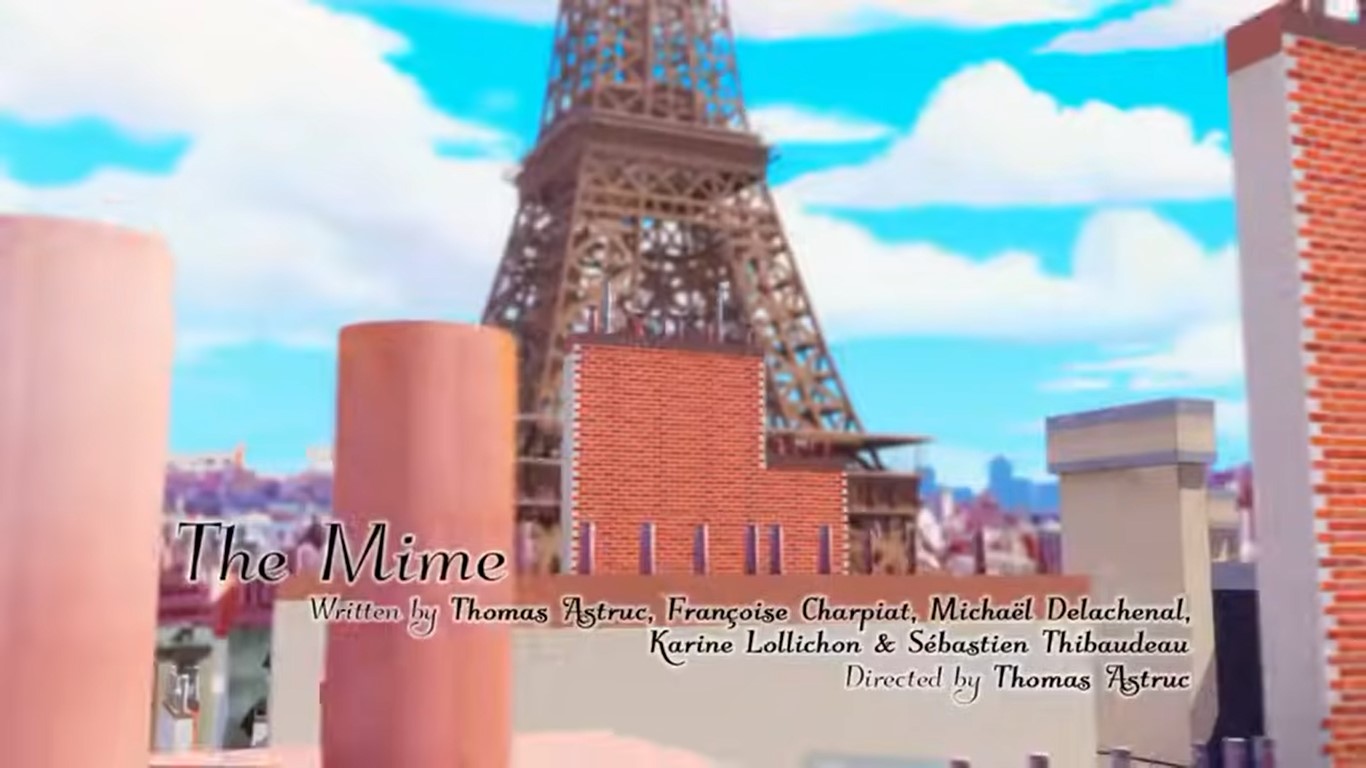 The Mime
Written by Thomas Astruc, Françoise Charpiat, Michaël Delachenal,
Karine Lollichon & Sébastien Thibaudeau
Directed by Thomas Astruc